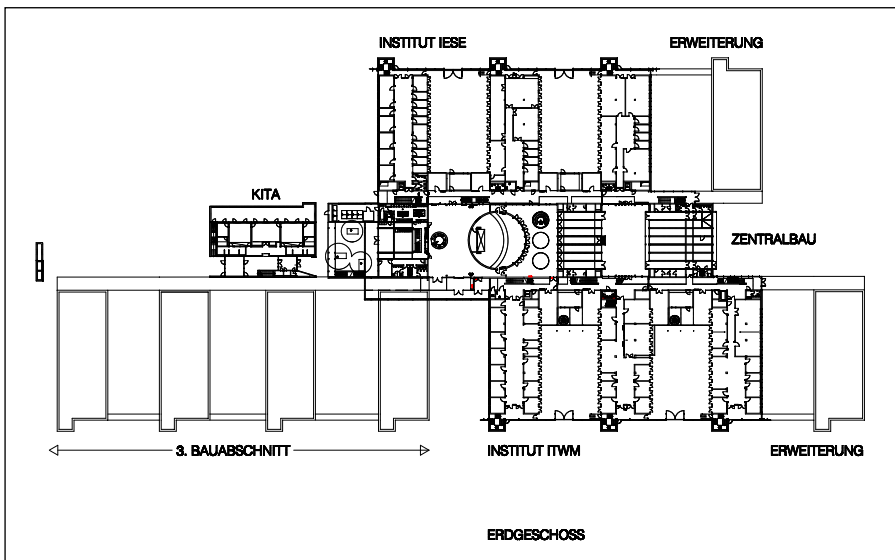 INSTITUT IESE
ERWEITERUNG
KITA
ZENTRALBAU
3. BAUABSCHNITT
INSTITUT ITWM
ERWEITERUNG
ERDGESCHOSS